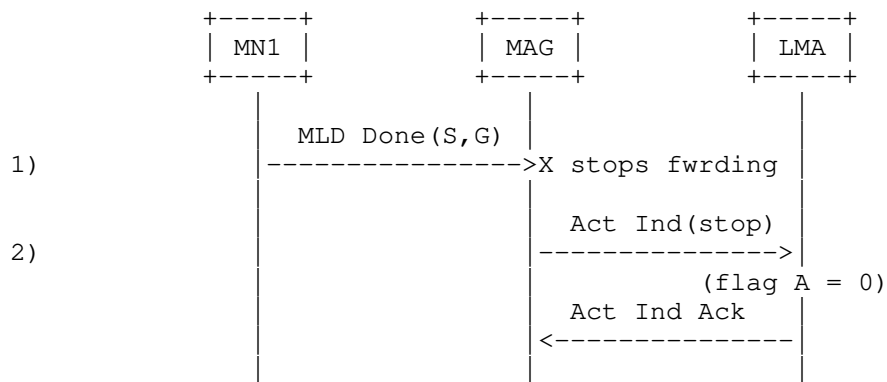 MN1 MAG LMA
MLD Done(S,G)
1) X stops fwrding
Act Ind(stop)
2)
(flag A = 0)
Act Ind Ack